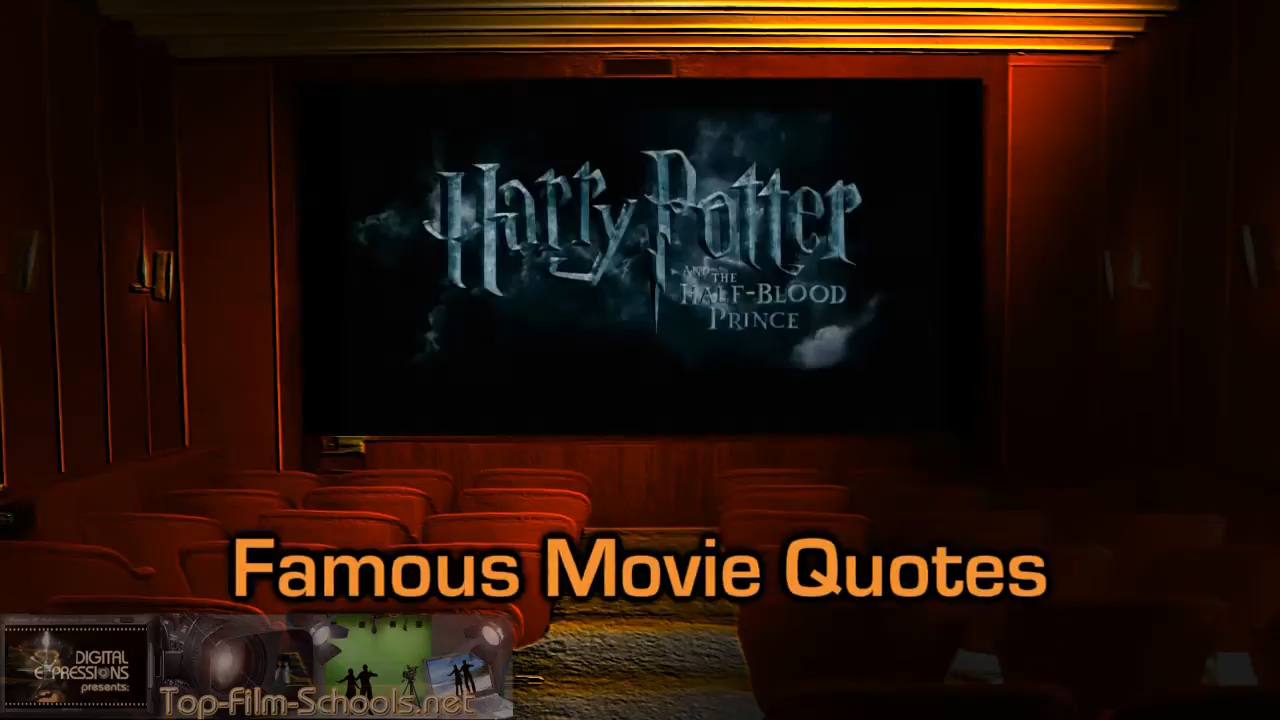 Harry Potter
AND THE
HALF-BLOOD
PRINCE
Famous Movie Quotes
DIGITAL
EXPRESSIONS
presents:
Top-Film-Schools.net